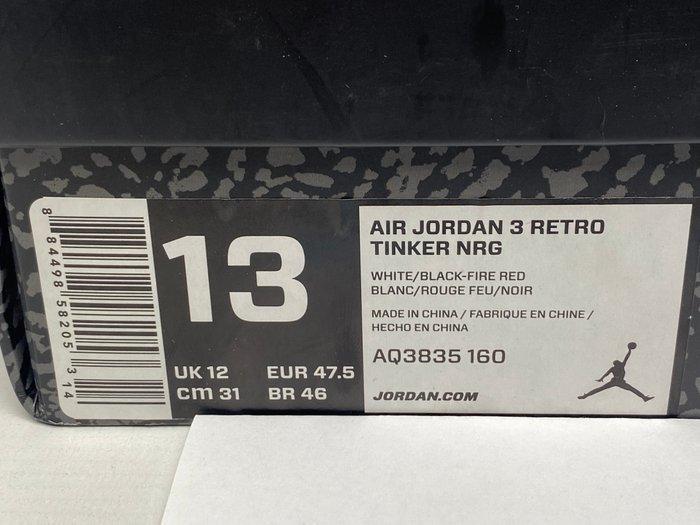 8 84498 58205 3 14
13
UK 12 EUR 47.5
cm 31 BR 46
AIR JORDAN 3 RETRO
TINKER NRG
WHITE/BLACK-FIRE RED
BLANC/ROUGE FEU/NOIR
MADE IN CHINA / FABRIQUE EN CHINE /
HECHO EN CHINA
AQ3835 160
JORDAN.COM